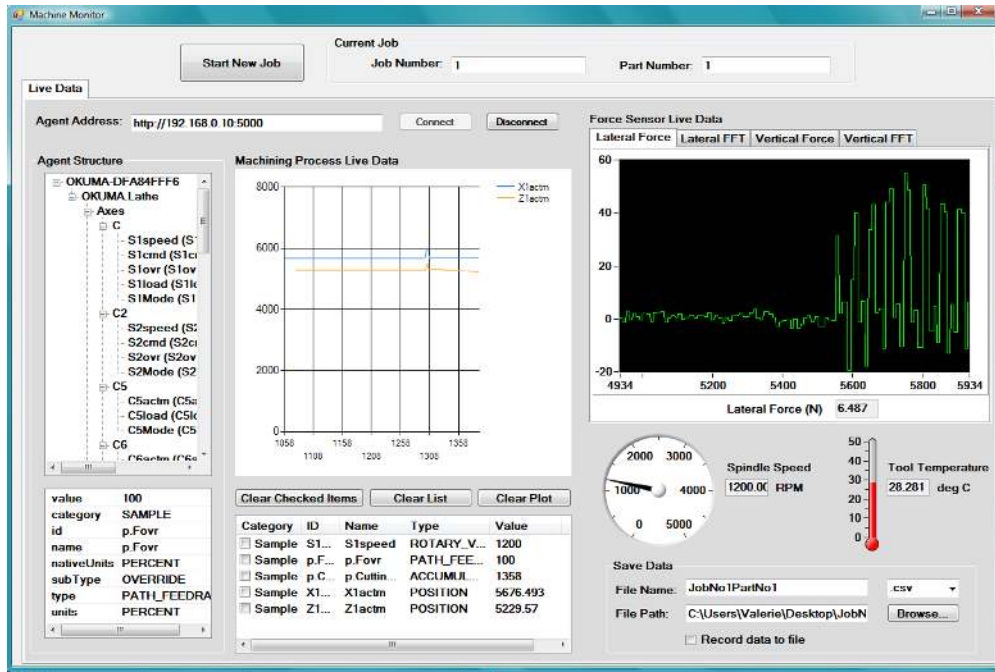 Machine Monitor
Start New Job
Current Job
Job Number: 1
Part Number: 1
Live Data
Agent Address: http://192.168.0.10:5000
Connect
Disconnect
Agent Structure
OKUMA-DFA84FFF6
OKUMA.Lathe
Axes
C
S1speed (S1
S1cmd (S1c
S1ovr (S1ov
S1load (S1lo
S1Mode (S1
C2
S2speed (S2
S2cmd (S2c
S2ovr (S2ov
S2Mode (S2
C5
C5actm (C5a
C5load (C5lo
C5Mode (C5
C6
C6actm (C6a
value 100
category SAMPLE
id p.Fovr
name p.Fovr
nativeUnits PERCENT
subType OVERRIDE
type PATH_FEEDRA
units PERCENT
Machining Process Live Data
X1actm
Z1actm
8000
6000
4000
2000
0
1058 1158 1258 1358
1108 1208 1308
Clear Checked Items
Clear List
Clear Plot
Category ID Name Type Value
Sample S1... S1speed ROTARY_V... 1200
Sample p.F... p.Fovr PATH_FEE... 100
Sample p.C... p.Cuttin... ACCUMUL... 1358
Sample X1... X1actm POSITION 5676.493
Sample Z1... Z1actm POSITION 5229.57
Force Sensor Live Data
Lateral Force
Lateral FFT
Vertical Force
Vertical FFT
60
40
20
0
-20
4934 5200 5400 5600 5800 5934
Lateral Force (N) 6.487
0 1000 2000 3000 4000 5000
Spindle Speed
1200.00 RPM
50
40
30
20
10
0
Tool Temperature
28.281 deg C
Save Data
File Name: JobNo1PartNo1 .csv
File Path: C:\Users\Valerie\Desktop\JobN Browse...
Record data to file